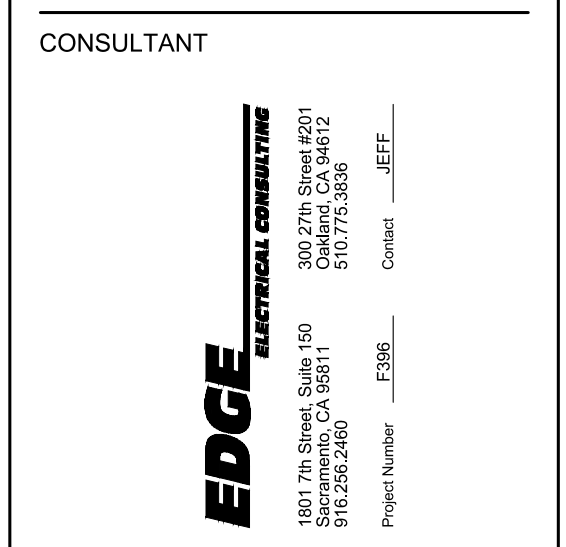 CONSULTANT
EDGE
ELECTRICAL CONSULTING
1801 7th Street, Suite 150
Sacramento, CA 95811
916.256.2460
300 27th Street #201
Oakland, CA 94612
510.775.3836
Project Number F396
Contact JEFF